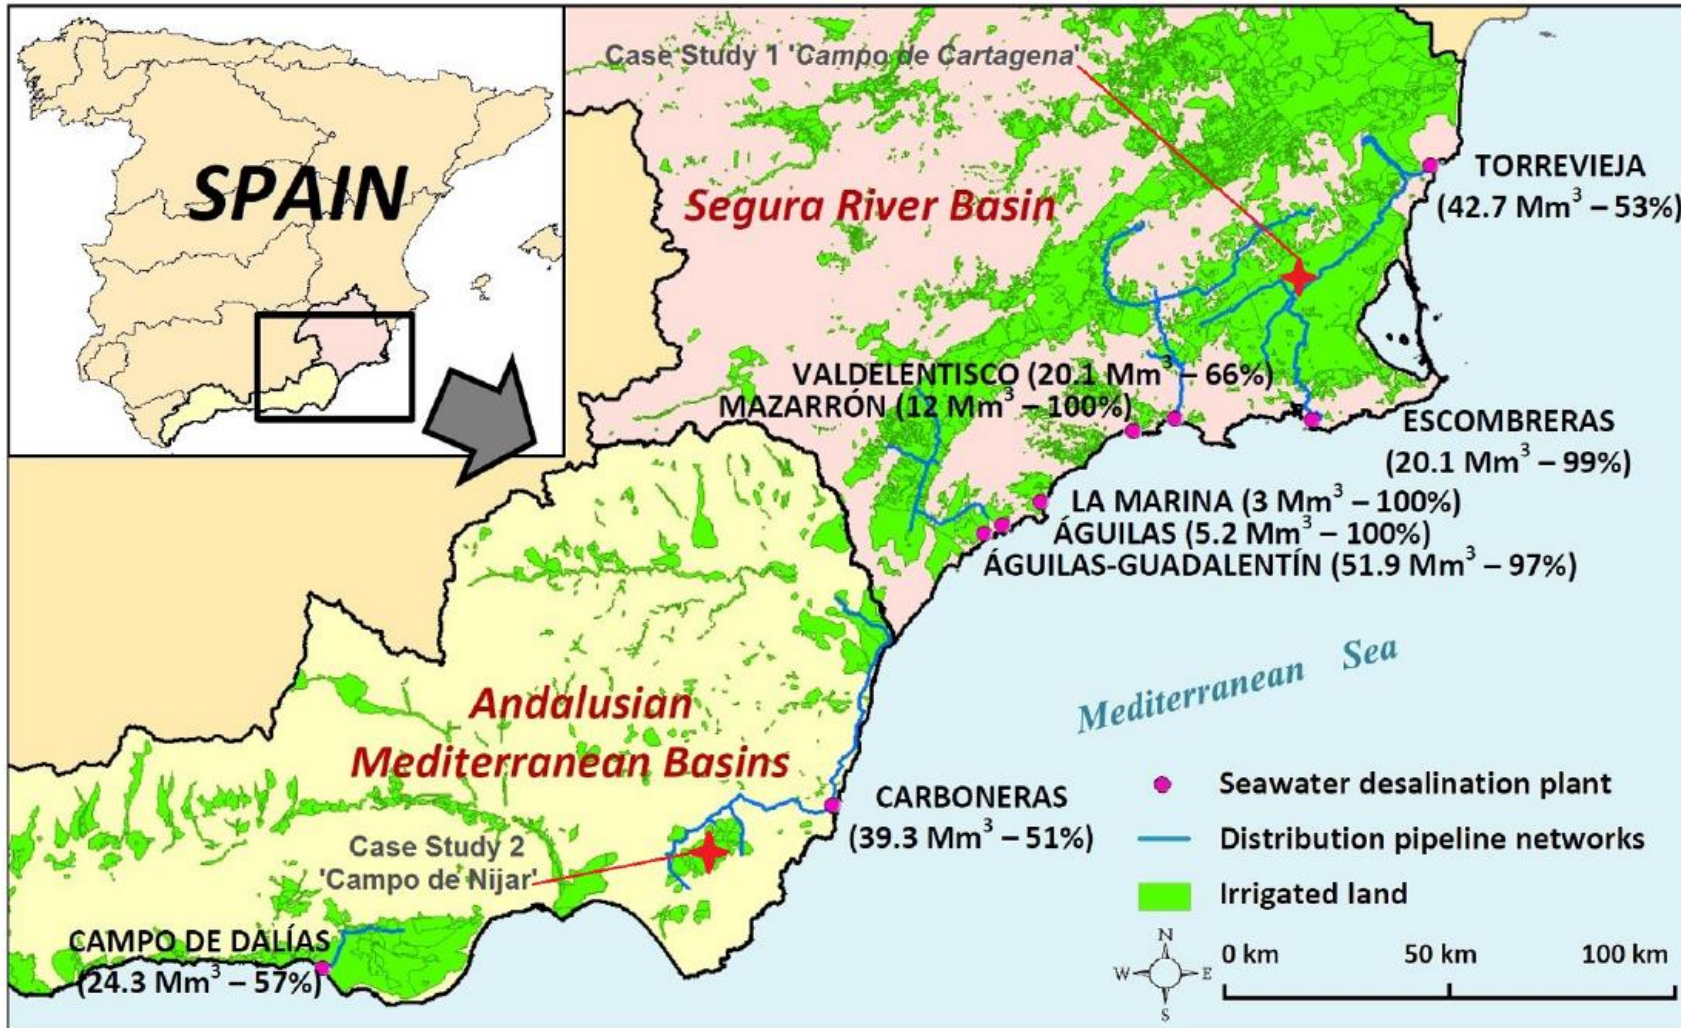 SPAIN
Case Study 1 'Campo de Cartagena'
Segura River Basin
TORREVIEJA
(42.7 Mm³ – 53%)
VALDELENTISCO (20.1 Mm³ – 66%)
MAZARRÓN (12 Mm³ – 100%)
ESCOMBRERAS
(20.1 Mm³ – 99%)
LA MARINA (3 Mm³ – 100%)
ÁGUILAS (5.2 Mm³ – 100%)
ÁGUILAS-GUADALENTÍN (51.9 Mm³ – 97%)
Mediterranean Sea
Andalusian
Mediterranean Basins
CARBONERAS
(39.3 Mm³ – 51%)
Case Study 2
'Campo de Nijar'
CAMPO DE DALÍAS
(24.3 Mm³ – 57%)
Seawater desalination plant
Distribution pipeline networks
Irrigated land
N
W E
S
0 km 50 km 100 km